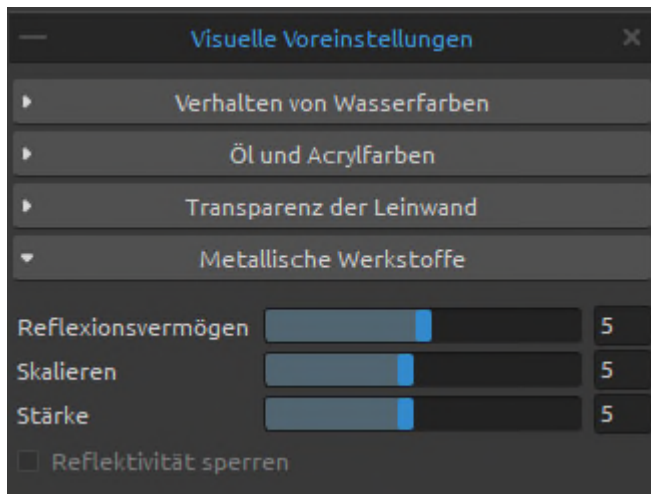 Visuelle Voreinstellungen
Verhalten von Wasserfarben
Öl und Acrylfarben
Transparenz der Leinwand
Metallische Werkstoffe
Reflexionsvermögen 5
Skalieren 5
Stärke 5
Reflektivität sperren